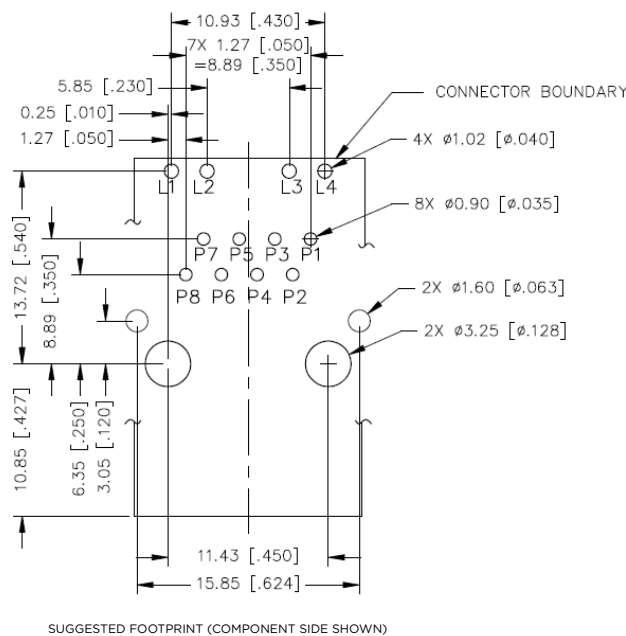 10.93 [.430]
7X 1.27 [.050]
=8.89 [.350]
5.85 [.230]
0.25 [.010]
1.27 [.050]
CONNECTOR BOUNDARY
4X ø1.02 [ø.040]
8X ø0.90 [ø.035]
L1 L2 L3 L4
P7 P5 P3 P1
P8 P6 P4 P2
2X ø1.60 [ø.063]
2X ø3.25 [ø.128]
13.72 [.540]
8.89 [.350]
10.85 [.427]
6.35 [.250]
3.05 [.120]
11.43 [.450]
15.85 [.624]
SUGGESTED FOOTPRINT (COMPONENT SIDE SHOWN)